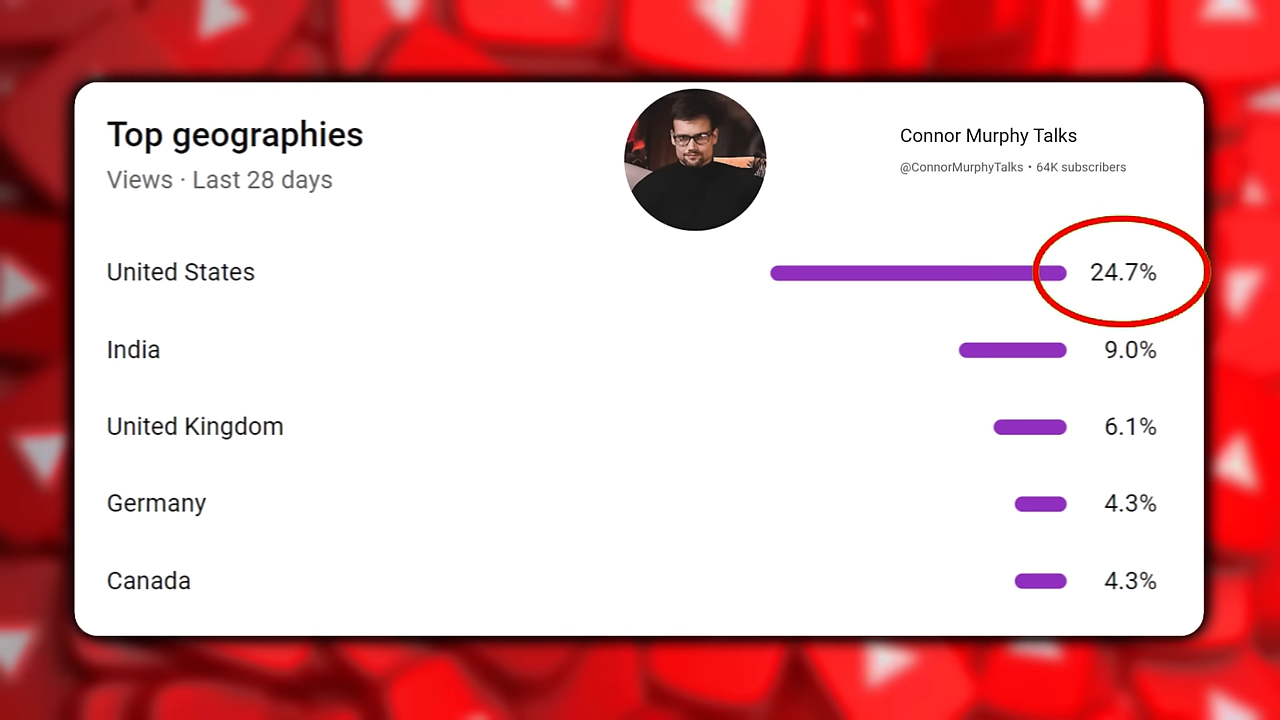 Top geographies
Views · Last 28 days
Connor Murphy Talks
@ConnorMurphyTalks • 64K subscribers
United States 24.7%
India 9.0%
United Kingdom 6.1%
Germany 4.3%
Canada 4.3%